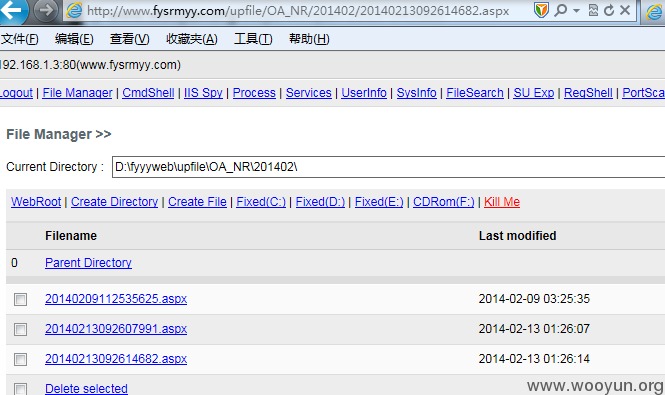 http://www.fysrmyy.com/upfile/OA_NR/201402/20140213092614682.aspx
文件(F) 编辑(E) 查看(V) 收藏夹(A) 工具(T) 帮助(H)
192.168.1.3:80(www.fysrmyy.com)
Logout | File Manager | CmdShell | IIS Spy | Process | Services | UserInfo | SysInfo | FileSearch | SU Exp | RegShell | PortSca
File Manager >>
Current Directory : D:\fyyyweb\upfile\OA_NR\201402\
WebRoot | Create Directory | Create File | Fixed(C:) | Fixed(D:) | Fixed(E:) | CDRom(F:) | Kill Me
Filename Last modified
0 Parent Directory
20140209112535625.aspx 2014-02-09 03:25:35
20140213092607991.aspx 2014-02-13 01:26:07
20140213092614682.aspx 2014-02-13 01:26:14
Delete selected
www.wooyun.org